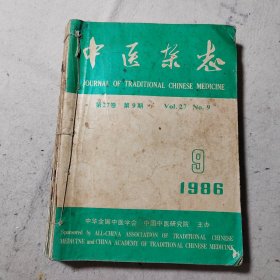 中医杂志
JOURNAL OF TRADITIONAL CHINESE MEDICINE
第27卷 第9期 Vol. 27 No. 9
9
1986
中华全国中医学会 中国中医研究院 主办
Sponsored by ALL-CHINA ASSOCIATION OF TRADITIONAL CHINESE
MEDICINE and CHINA ACADEMY OF TRADITIONAL CHINESE MEDICINE